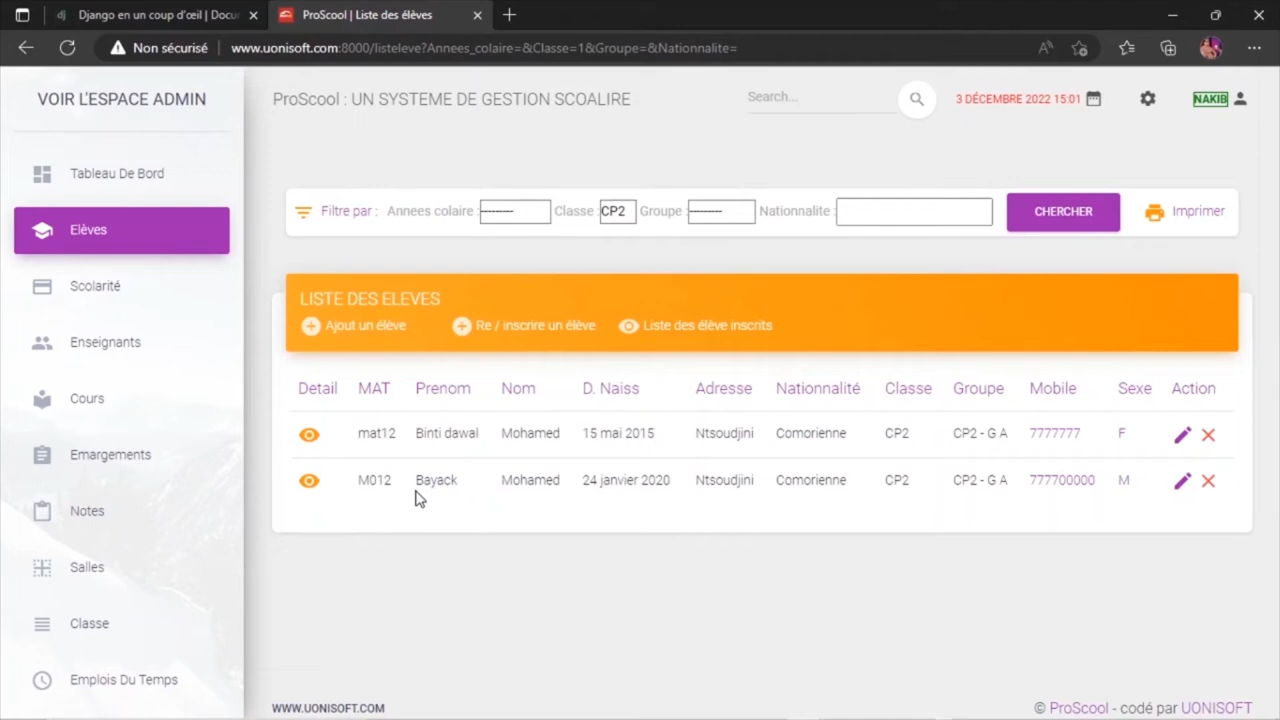 Django en un coup d'œil | Docu
ProScool | Liste des élèves
Non sécurisé
www.uonisoft.com:8000/listeleve?Annees_colaire=&Classe=1&Groupe=&Nationnalite=
VOIR L'ESPACE ADMIN
Tableau De Bord
Elèves
Scolarité
Enseignants
Cours
Emargements
Notes
Salles
Classe
Emplois Du Temps
ProScool : UN SYSTEME DE GESTION SCOALIRE
Search...
3 DÉCEMBRE 2022 15:01
NAKIB
Filtre par : Annees colaire : --------- Classe : CP2 Groupe : --------- Nationnalite : CHERCHER Imprimer
LISTE DES ELEVES
Ajout un élève Re / inscrire un élève Liste des élève inscrits
Detail MAT Prenom Nom D. Naiss Adresse Nationnalité Classe Groupe Mobile Sexe Action
mat12 Binti dawal Mohamed 15 mai 2015 Ntsoudjini Comorienne CP2 CP2 - G A 7777777 F
M012 Bayack Mohamed 24 janvier 2020 Ntsoudjini Comorienne CP2 CP2 - G A 777700000 M
WWW.UONISOFT.COM
© ProScool - codé par UONISOFT